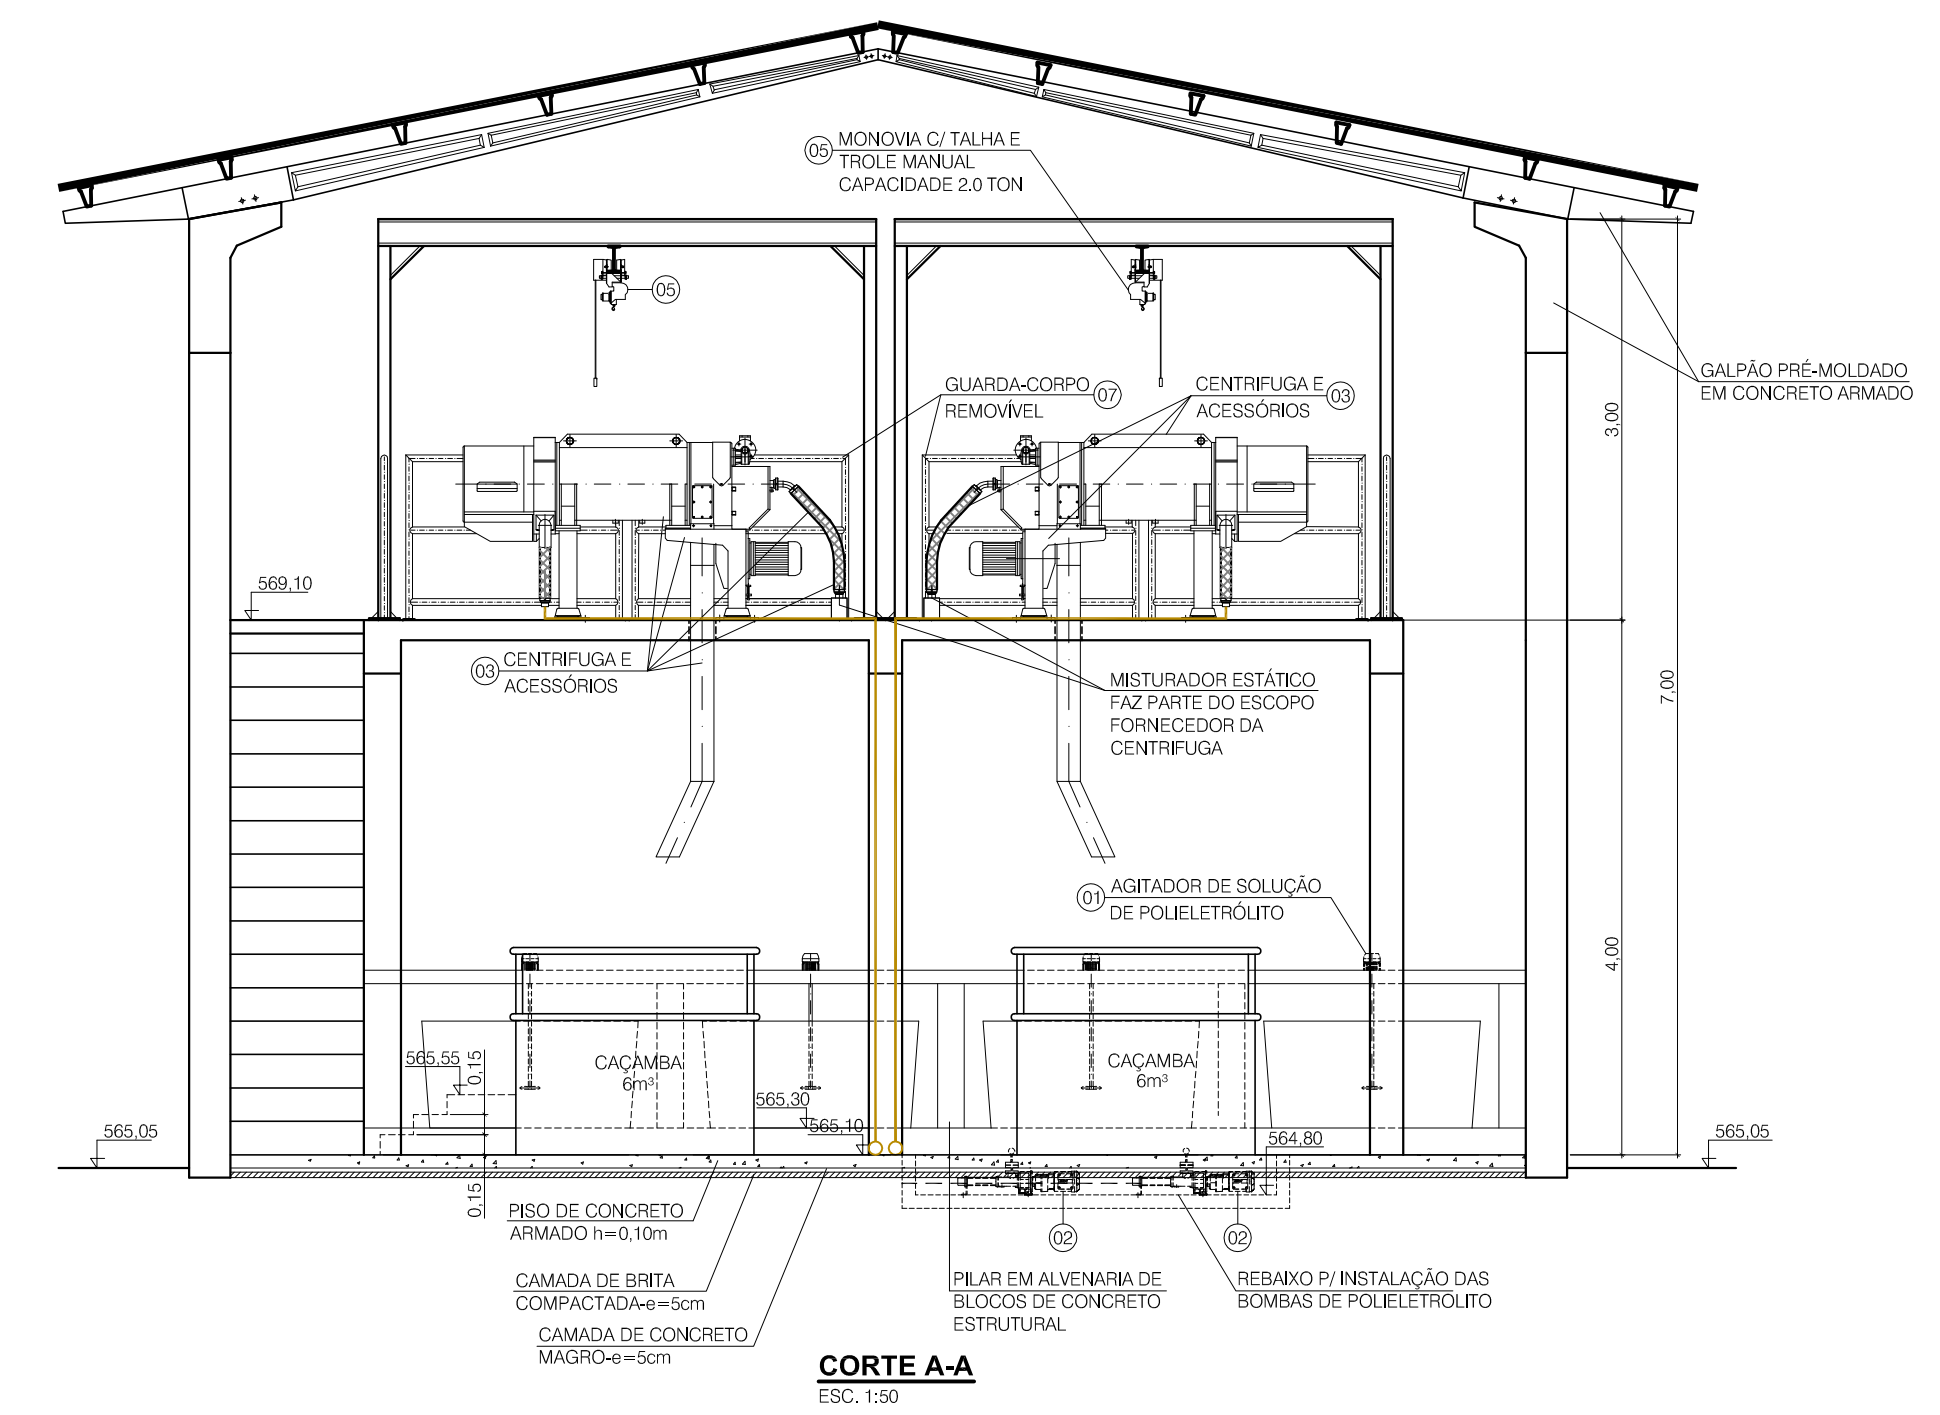 05
MONOVIA C/ TALHA E
TROLE MANUAL
CAPACIDADE 2.0 TON
05
GALPÃO PRÉ-MOLDADO
EM CONCRETO ARMADO
GUARDA-CORPO
REMOVÍVEL
07
CENTRIFUGA E
ACESSÓRIOS
03
3,00
569,10
03
CENTRIFUGA E
ACESSÓRIOS
MISTURADOR ESTÁTICO
FAZ PARTE DO ESCOPO
FORNECEDOR DA
CENTRIFUGA
7,00
01
AGITADOR DE SOLUÇÃO
DE POLIELETRÓLITO
4,00
565,55
0,15
CAÇAMBA
6m³
CAÇAMBA
6m³
565,30
565,10
565,05
564,80
565,05
0,15
PISO DE CONCRETO
ARMADO h=0,10m
02
02
CAMADA DE BRITA
COMPACTADA-e=5cm
PILAR EM ALVENARIA DE
BLOCOS DE CONCRETO
ESTRUTURAL
REBAIXO P/ INSTALAÇÃO DAS
BOMBAS DE POLIELETROLITO
CAMADA DE CONCRETO
MAGRO-e=5cm
CORTE A-A
ESC. 1:50